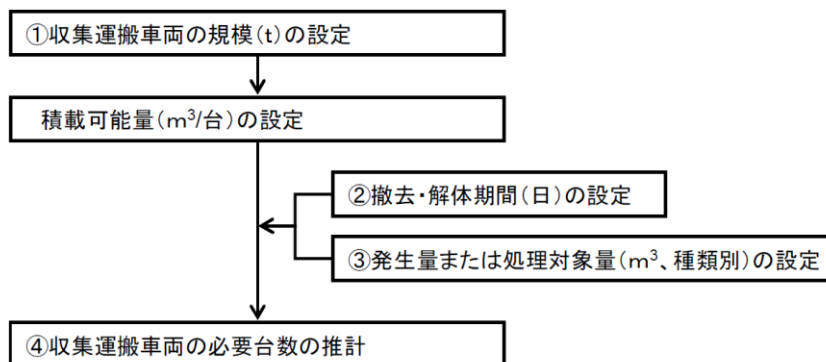 ①収集運搬車両の規模(t)の設定
積載可能量(m³/台)の設定
②撤去・解体期間(日)の設定
③発生量または処理対象量(m³、種類別)の設定
④収集運搬車両の必要台数の推計